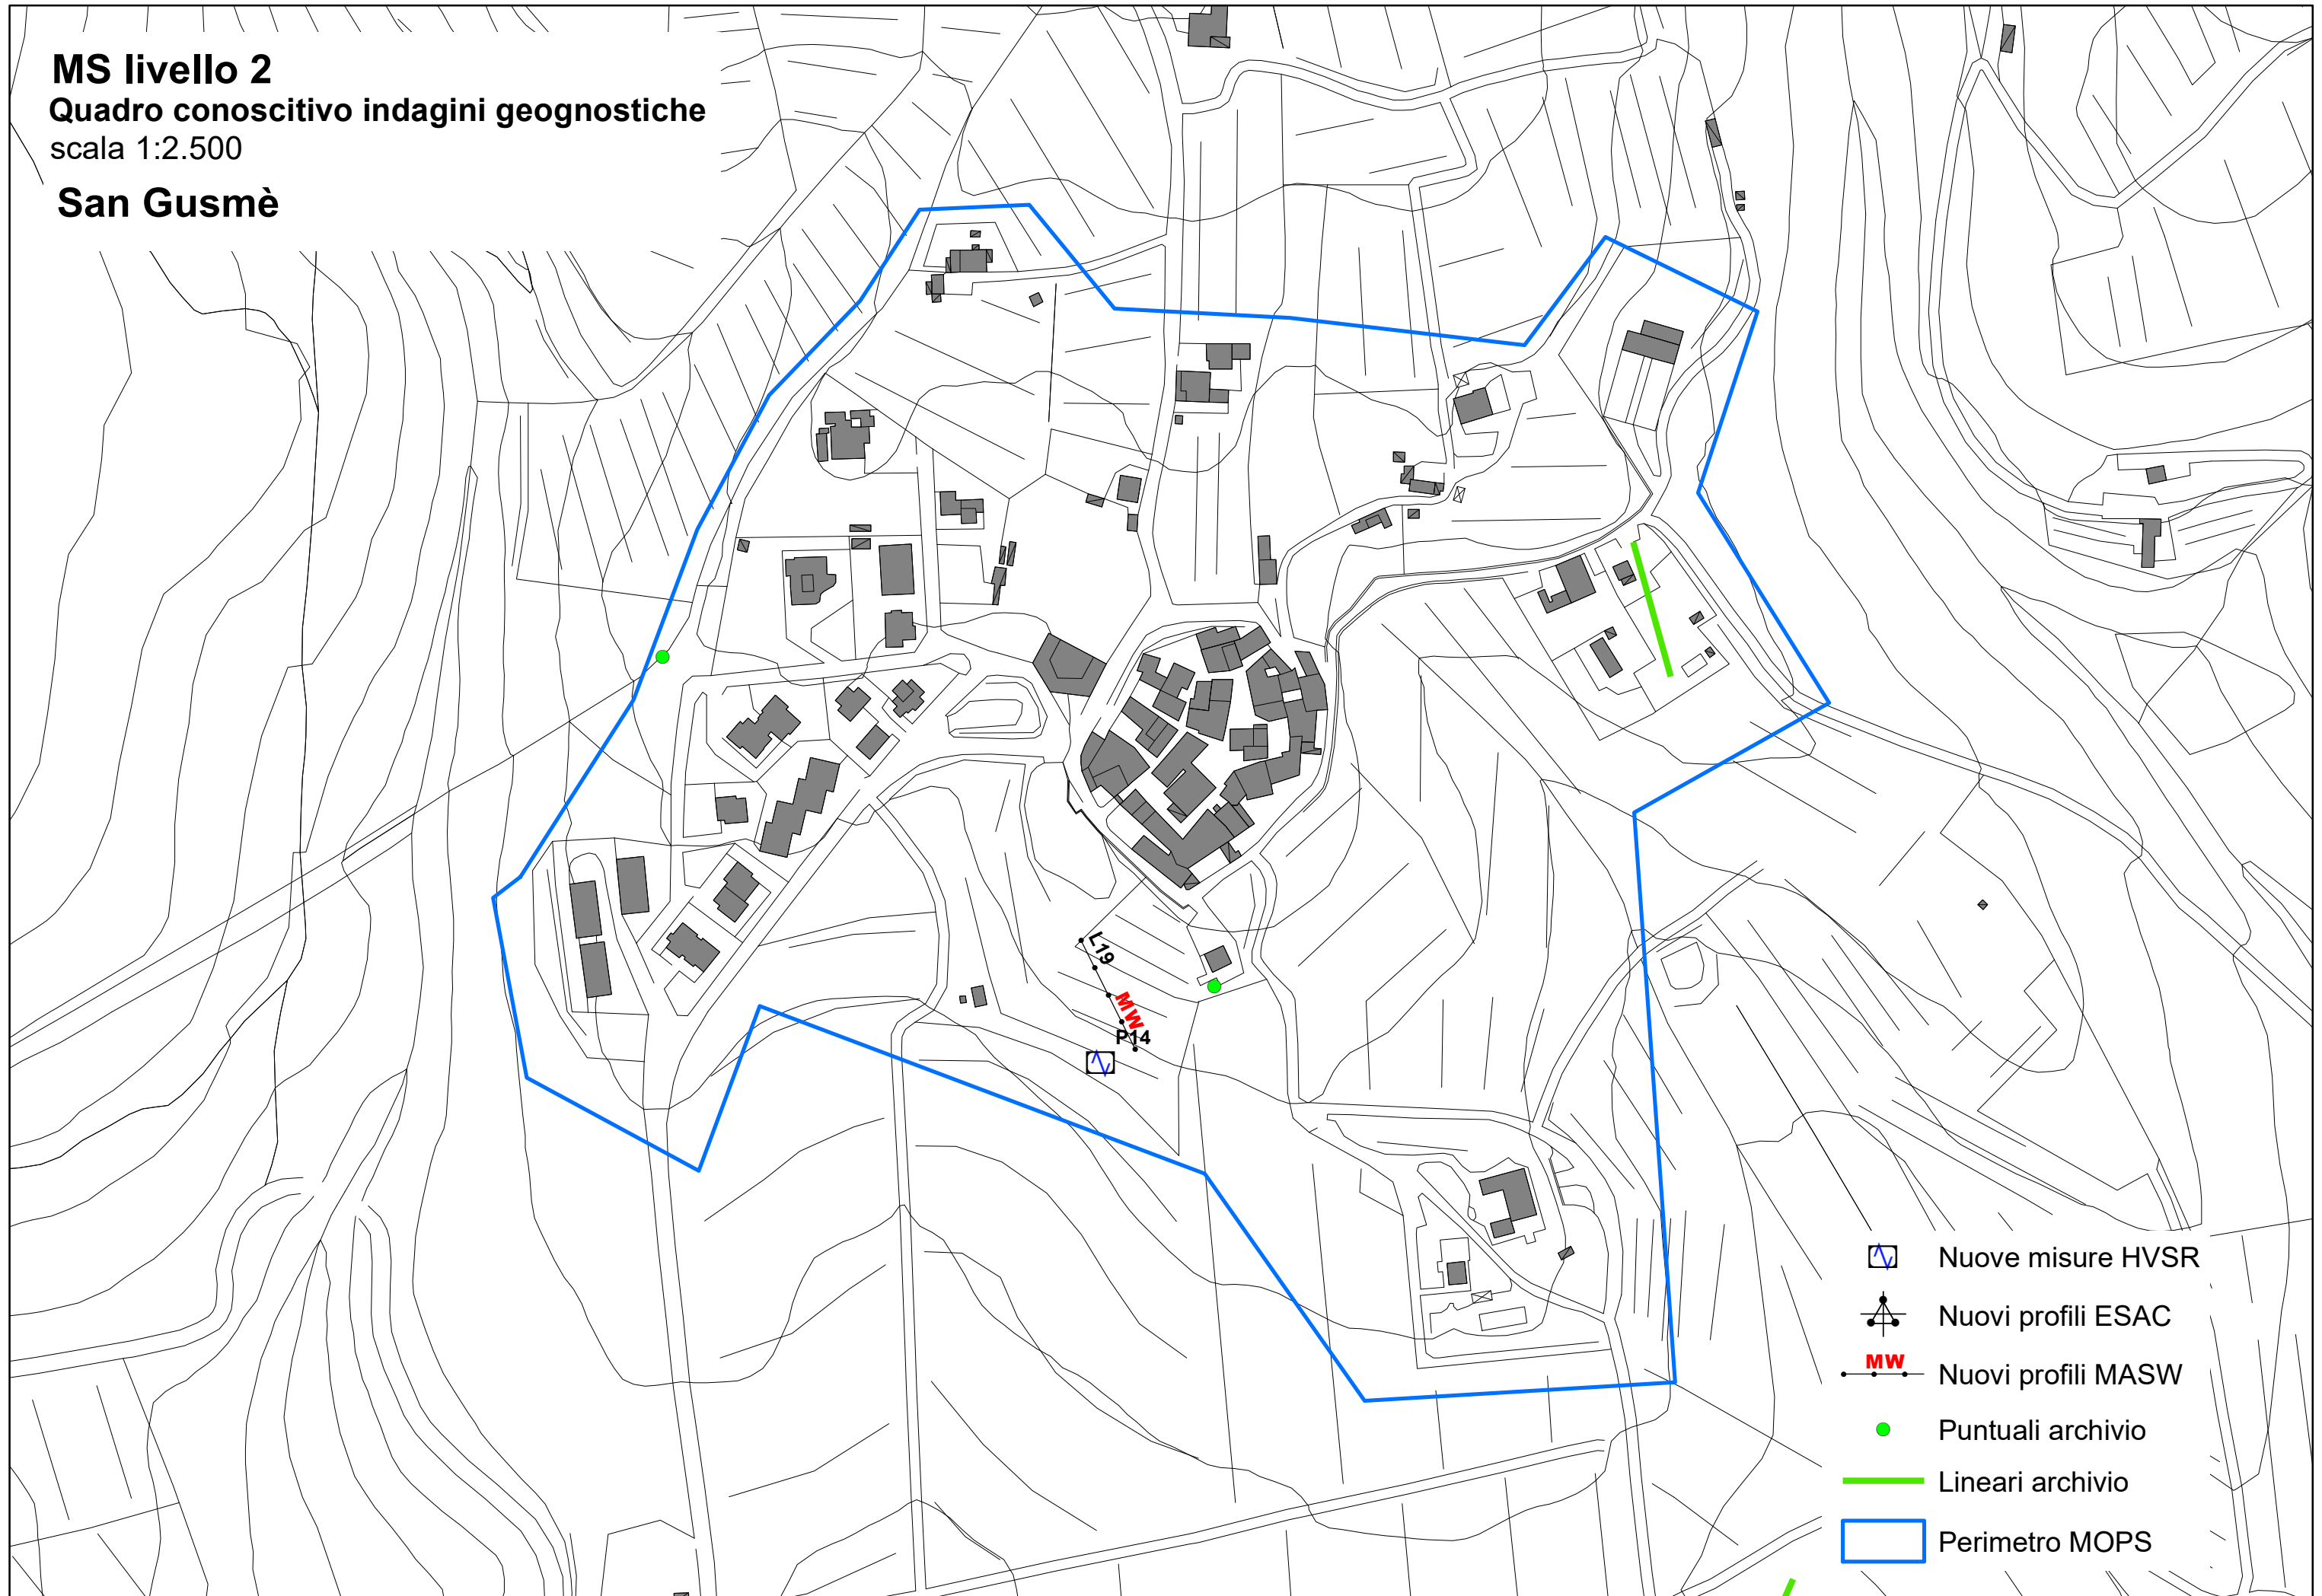 MS livello 2
Quadro conoscitivo indagini geognostiche
scala 1:2.500
San Gusmè
L19
MW
P14
Nuove misure HVSR
Nuovi profili ESAC
MW
Nuovi profili MASW
Puntuali archivio
Lineari archivio
Perimetro MOPS